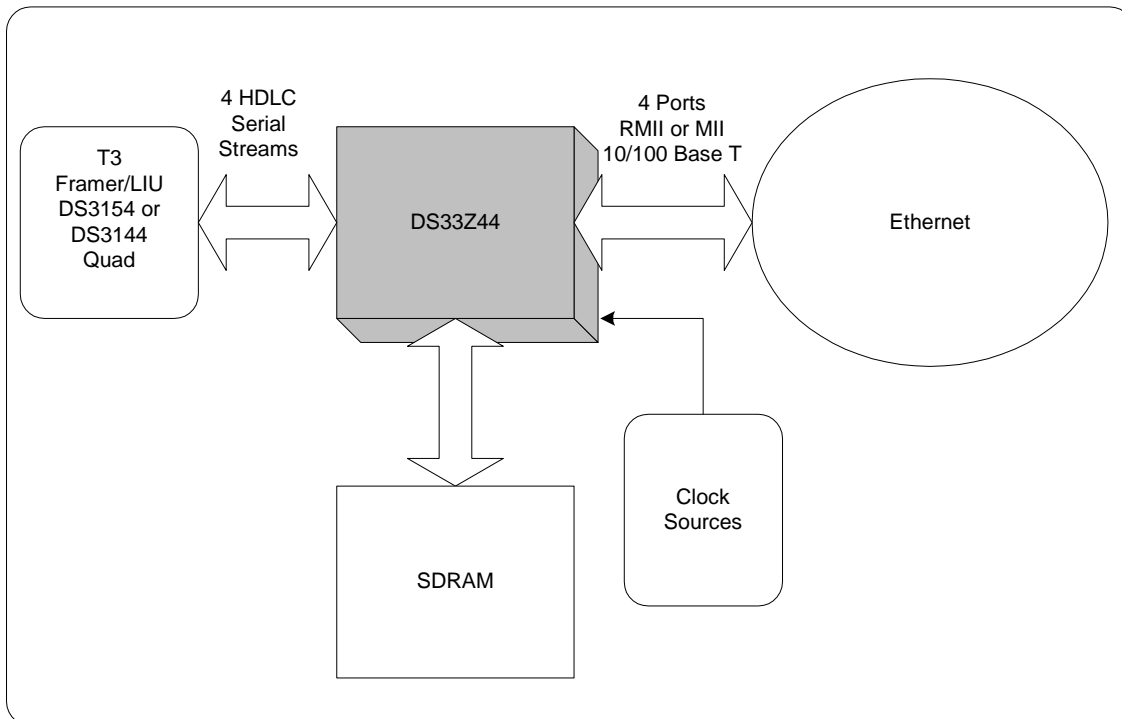 4 HDLC
Serial
Streams
4 Ports
RMII or MII
10/100 Base T
T3
Framer/LIU
DS3154 or
DS3144
Quad
DS33Z44
Ethernet
Clock
Sources
SDRAM